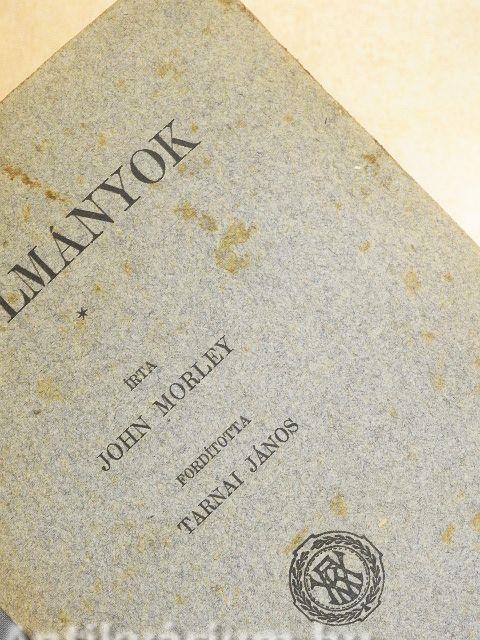 LMÁNYOK
*
ÍRTA
JOHN MORLEY
FORDÍTOTTA
TARNAI JÁNOS